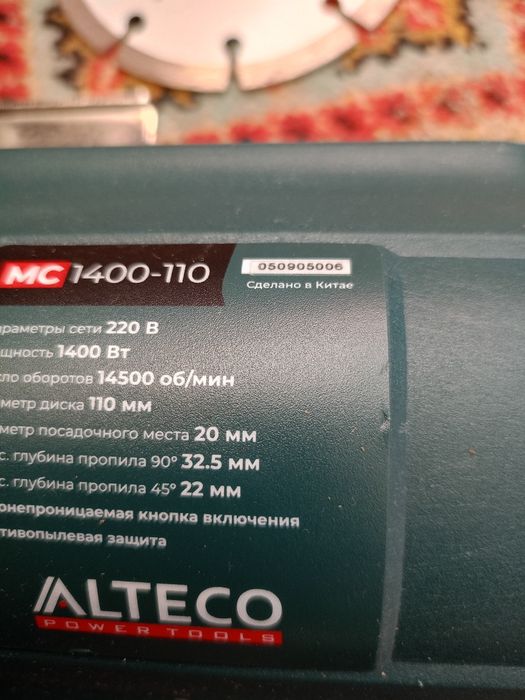 MC 1400-110
050905006
Сделано в Китае
раметры сети 220 В
щность 1400 Вт
ло оборотов 14500 об/мин
метр диска 110 мм
метр посадочного места 20 мм
с. глубина пропила 90° 32.5 мм
с. глубина пропила 45° 22 мм
онепроницаемая кнопка включения
тивопылевая защита
ALTECO
POWER TOOLS